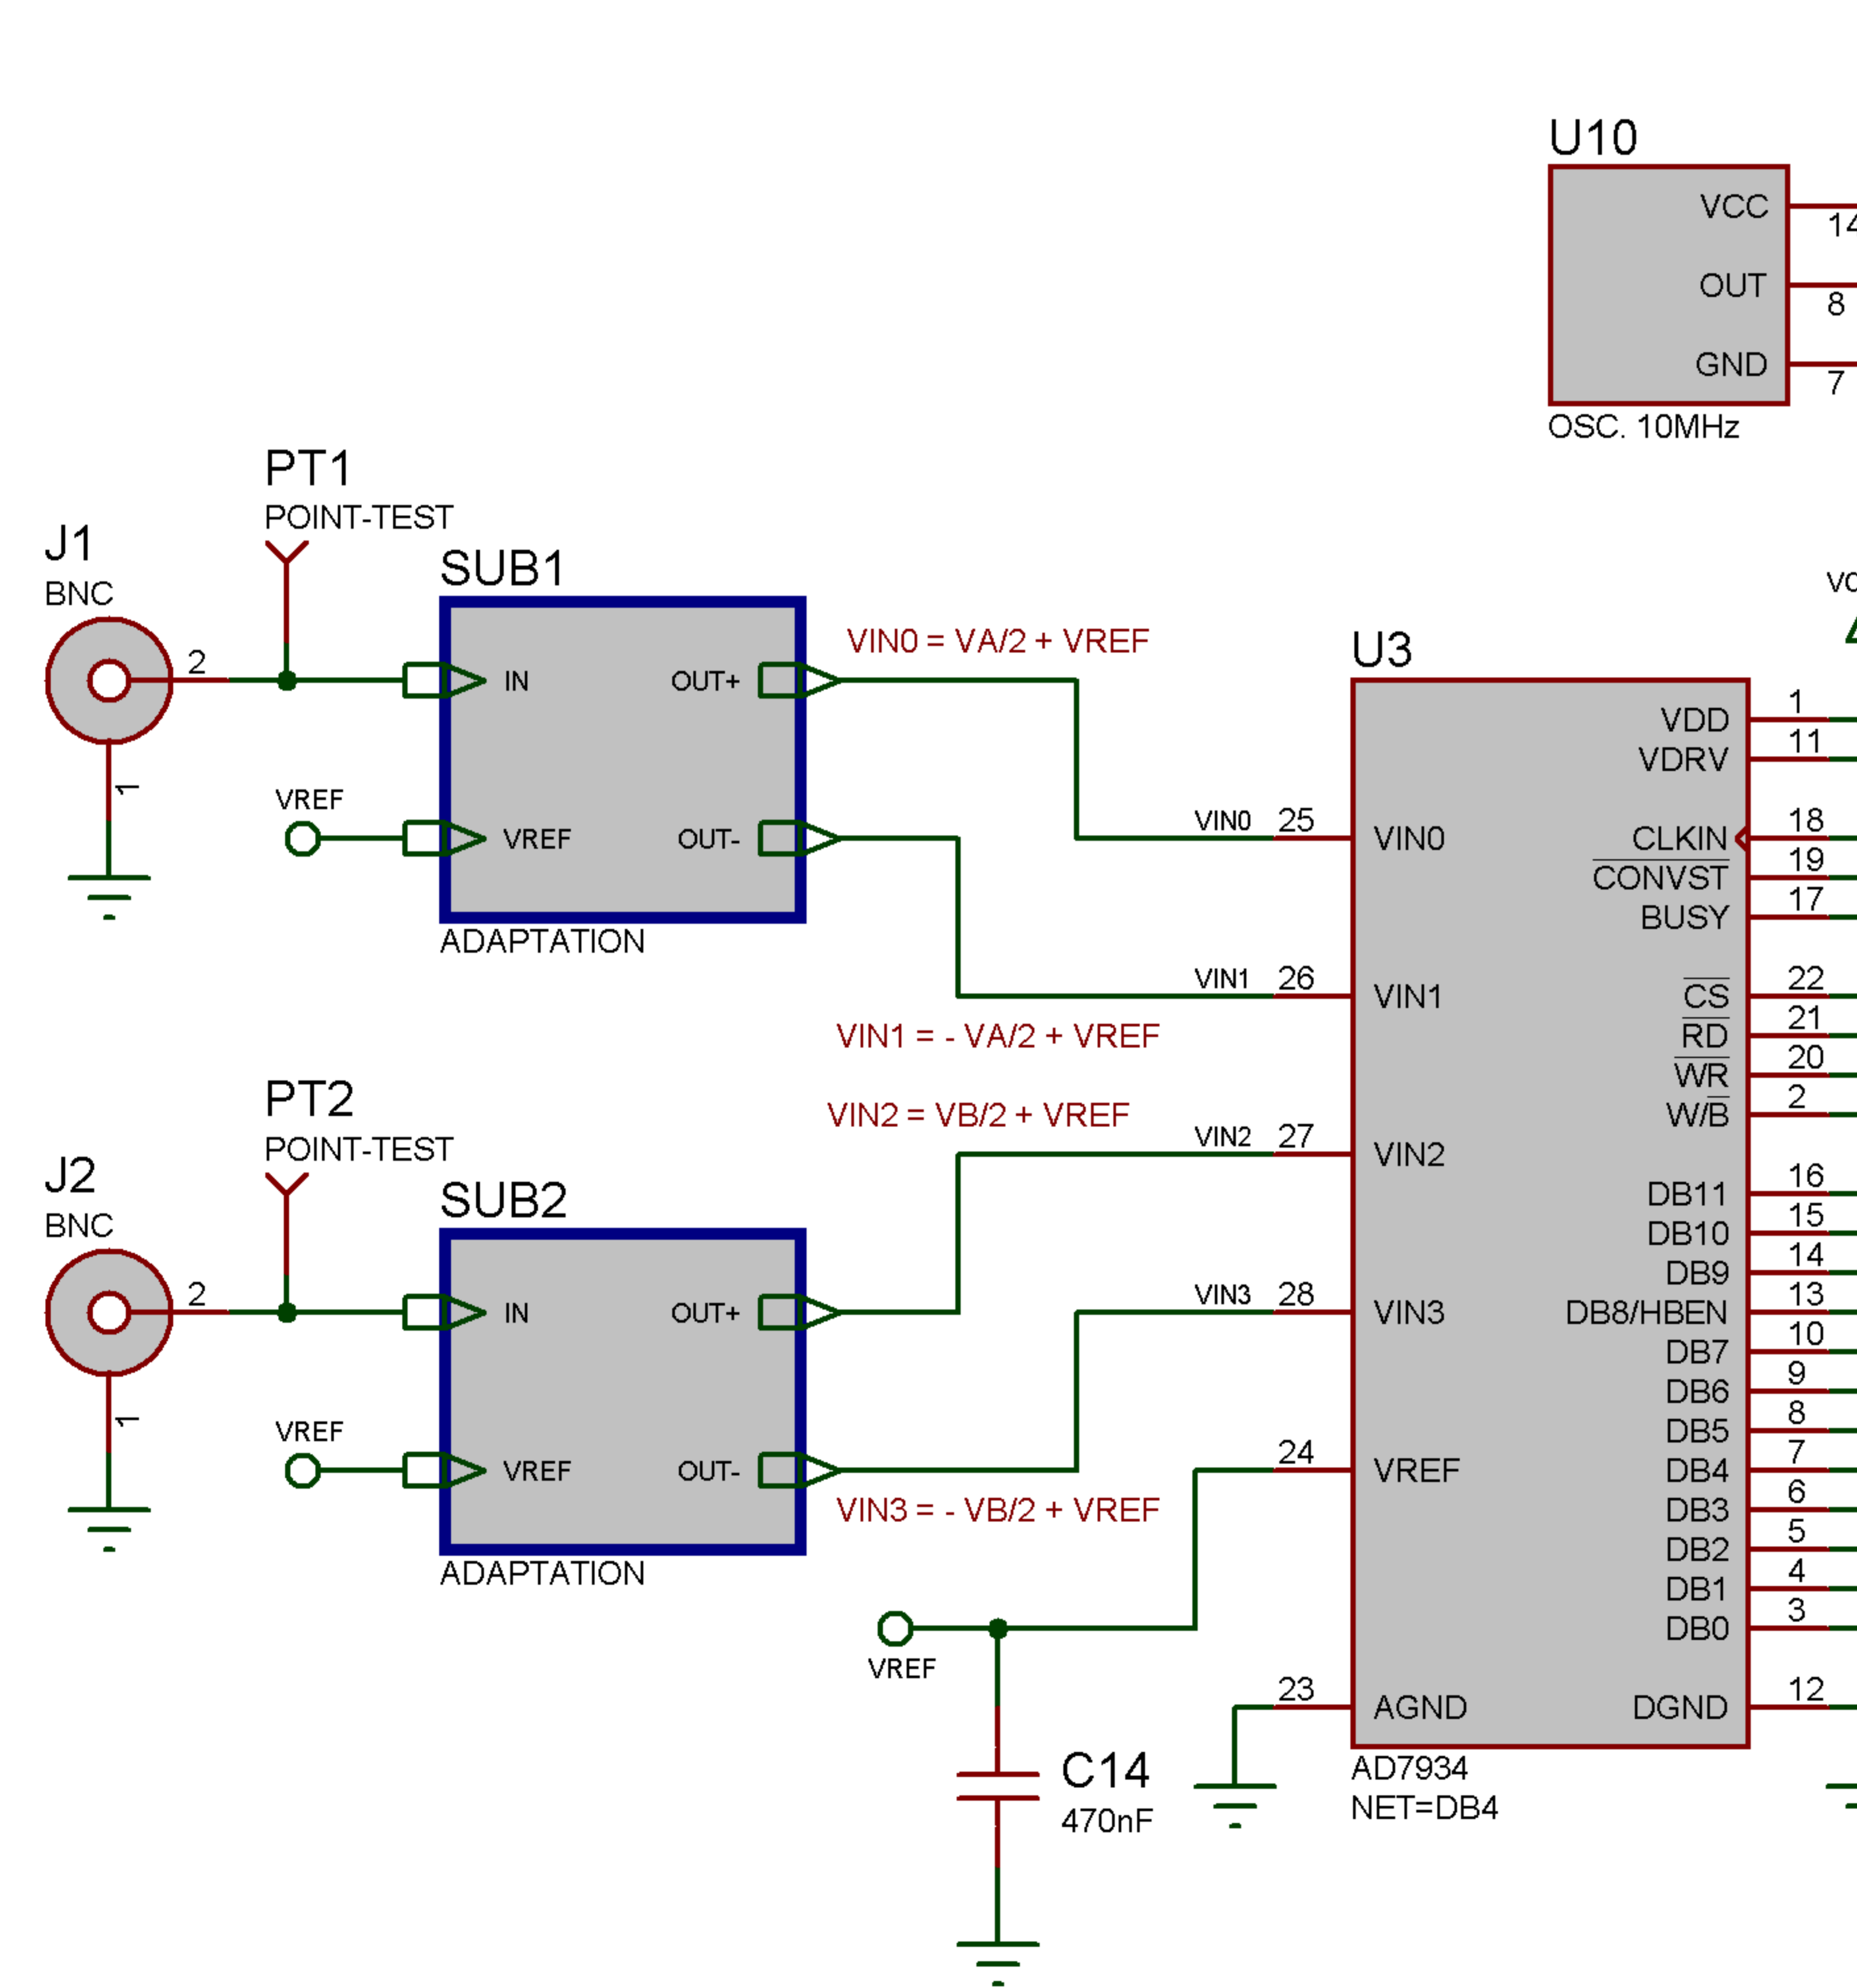 U10
VCC
14
OUT
8
GND
7
OSC. 10MHz
PT1
POINT-TEST
J1
BNC
2
1
SUB1
IN
OUT+
VREF
VREF
OUT-
ADAPTATION
VIN0 = VA/2 + VREF
VIN1 = - VA/2 + VREF
PT2
POINT-TEST
J2
BNC
2
1
SUB2
IN
OUT+
VREF
VREF
OUT-
ADAPTATION
VIN2 = VB/2 + VREF
VIN3 = - VB/2 + VREF
VREF
C14
470nF
U3
VIN0 25 VIN0
VIN1 26 VIN1
VIN2 27 VIN2
VIN3 28 VIN3
24 VREF
23 AGND
VDD 1
VDRV 11
CLKIN 18
CONVST 19
BUSY 17
CS 22
RD 21
WR 20
W/B 2
DB11 16
DB10 15
DB9 14
DB8/HBEN 13
DB7 10
DB6 9
DB5 8
DB4 7
DB3 6
DB2 5
DB1 4
DB0 3
DGND 12
AD7934
NET=DB4